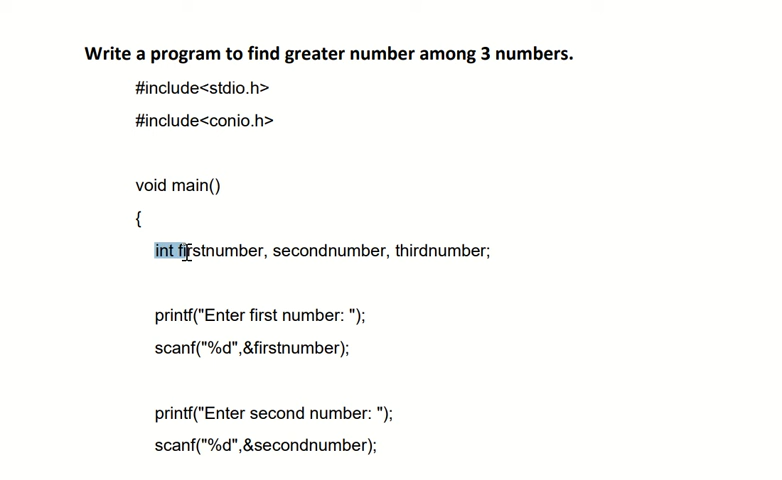 Write a program to find greater number among 3 numbers.
#include<stdio.h>
#include<conio.h>
void main()
{
int firstnumber, secondnumber, thirdnumber;
printf("Enter first number: ");
scanf("%d",&firstnumber);
printf("Enter second number: ");
scanf("%d",&secondnumber);